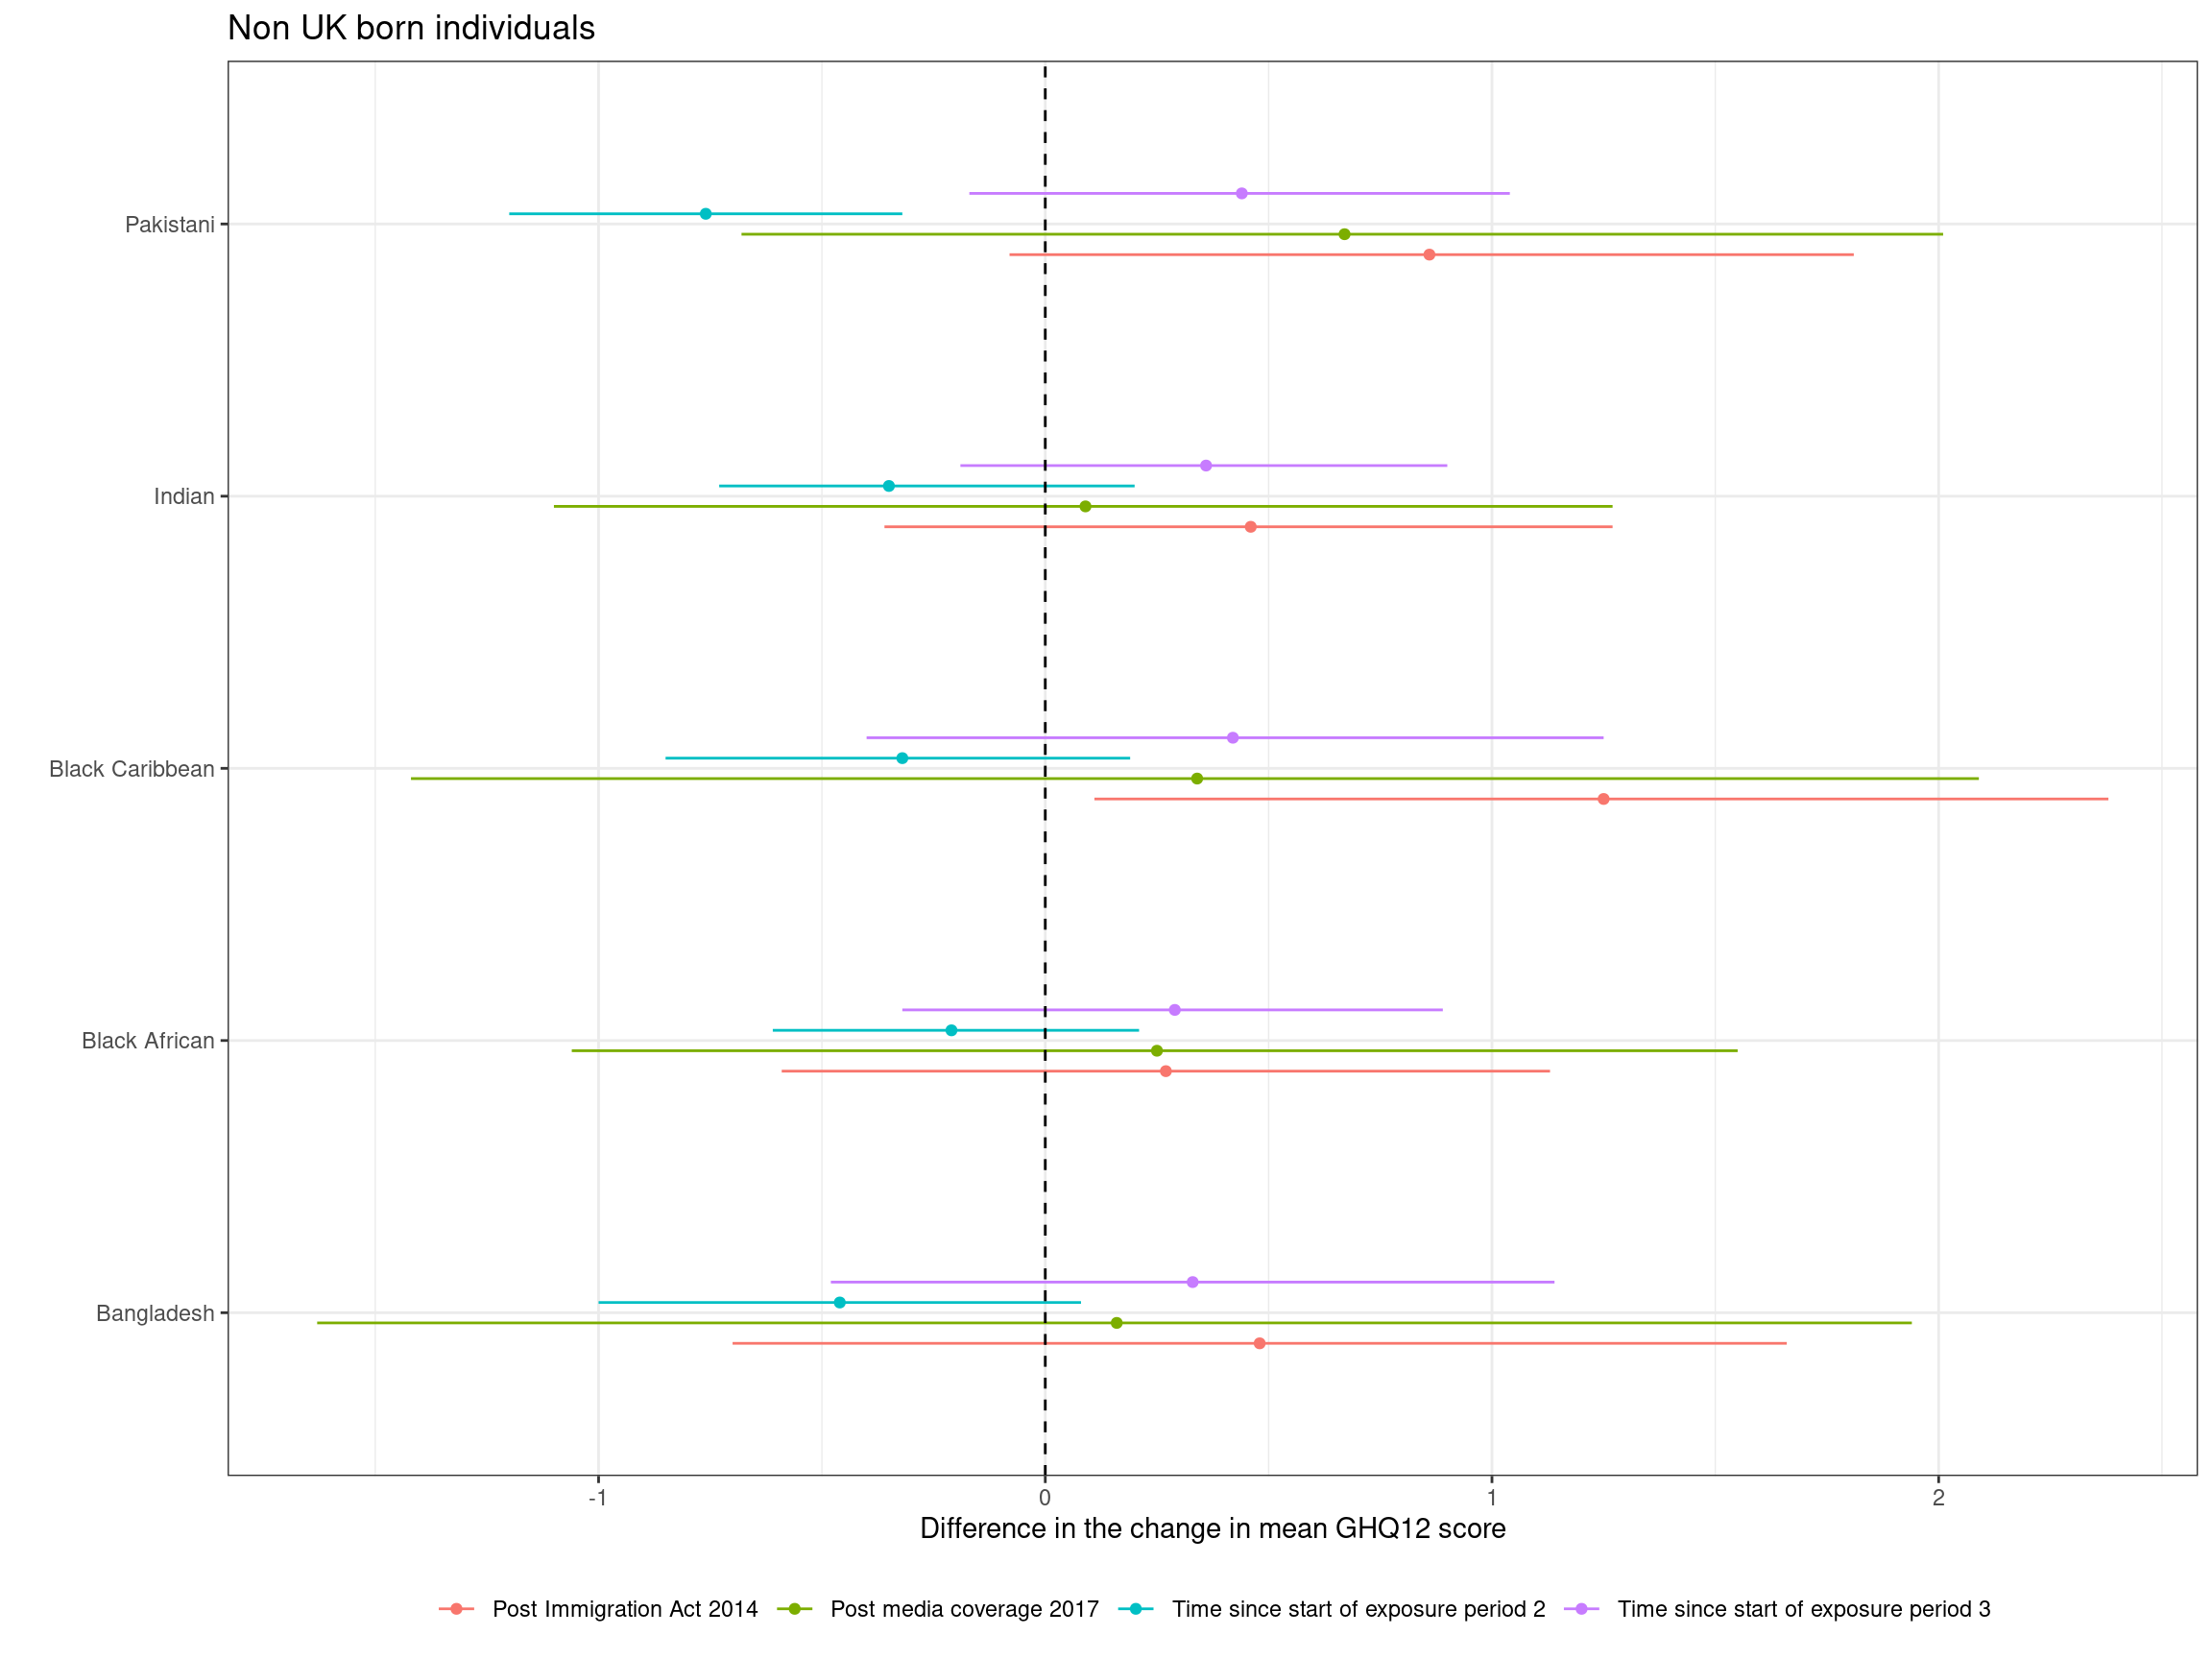 Non UK born individuals
Pakistani
Indian
Black Caribbean
Black African
Bangladesh
-1 0 1 2
Difference in the change in mean GHQ12 score
Post Immigration Act 2014 Post media coverage 2017 Time since start of exposure period 2 Time since start of exposure period 3